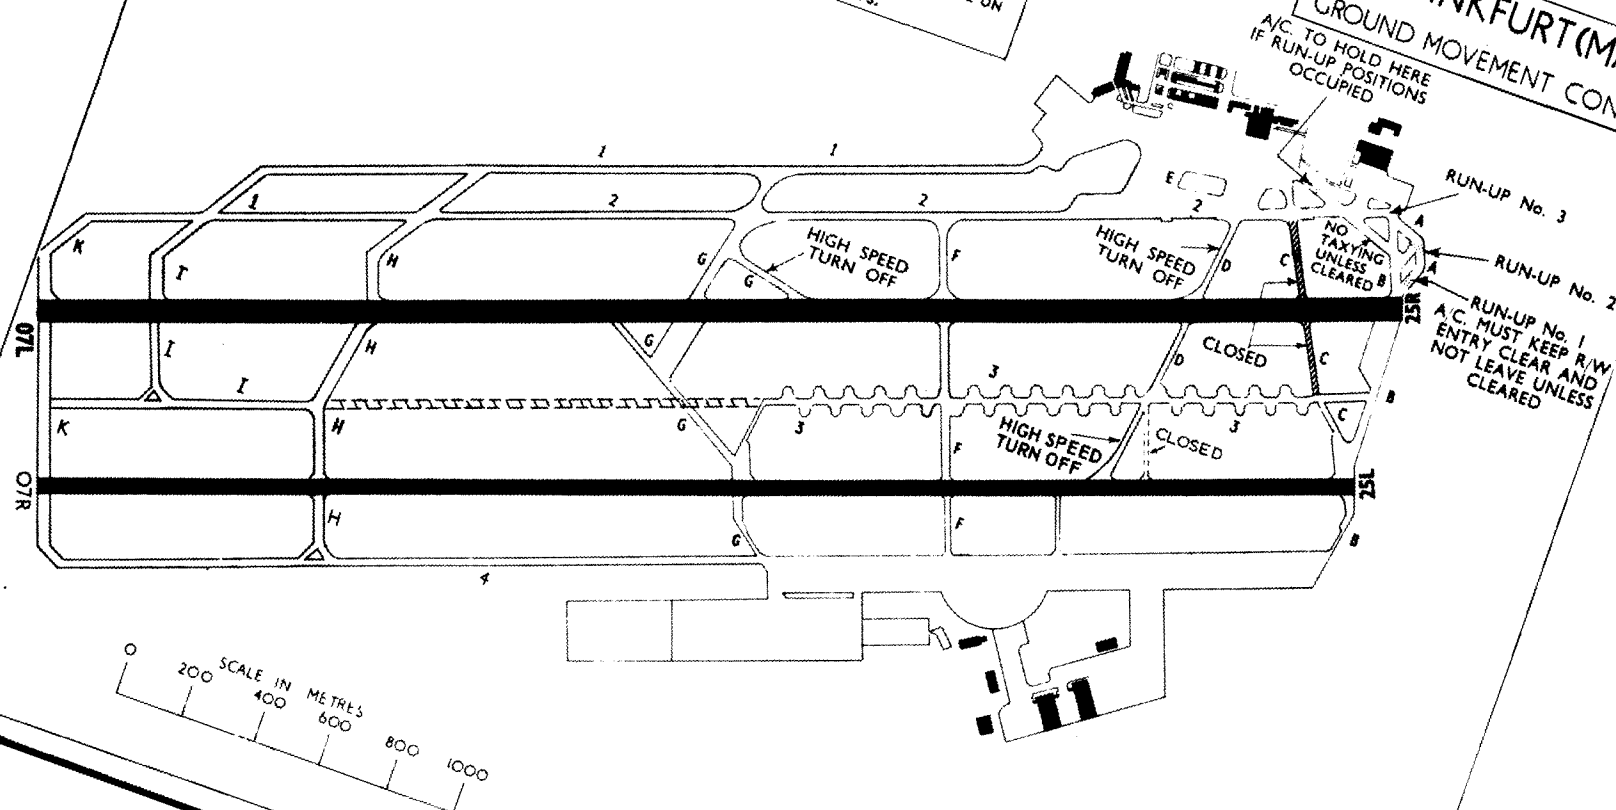 GROUND MOVEMENT CON
A/C. TO HOLD HERE
IF RUN-UP POSITIONS
OCCUPIED
ON
1
1
E
RUN-UP No. 3
1
2
2
2
A
K
I
H
G
HIGH SPEED
TURN OFF
G
F
HIGH SPEED
TURN OFF
D
C
NO
TAXYING
UNLESS
CLEARED
B
A
RUN-UP No. 2
07L
25R
RUN-UP No. 1
A/C. MUST KEEP R/W
ENTRY CLEAR AND
NOT LEAVE UNLESS
CLEARED
I
H
G
D
CLOSED
C
I
3
B
K
H
G
3
F
HIGH SPEED
TURN OFF
CLOSED
3
C
07R
25L
H
G
F
B
4
SCALE IN METRES
0
200
400
600
800
1000